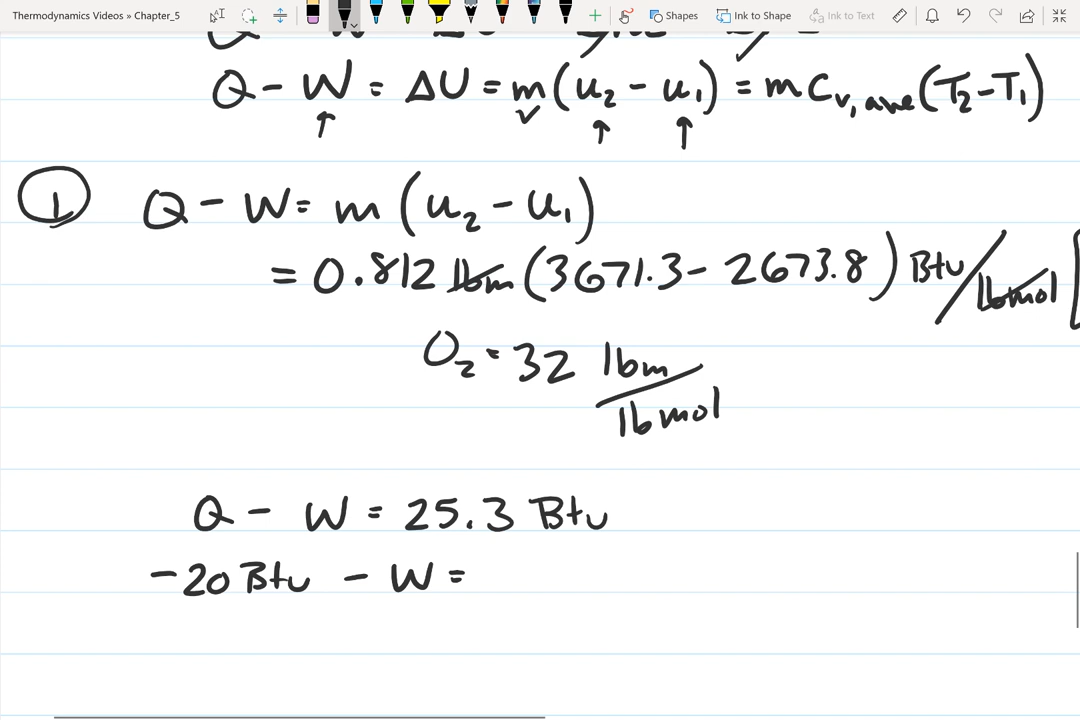 Thermodynamics Videos » Chapter_5 Shapes Ink to Shape Ink to Text
Q - W = ΔU = m(u₂ - u₁) = m C_v,ave (T₂ - T₁)
① Q - W = m (u₂ - u₁)
= 0.812 lbm (3671.3 - 2673.8) Btu/lbmol [
O₂ = 32 lbm/lbmol
Q - W = 25.3 Btu
-20 Btu - W =